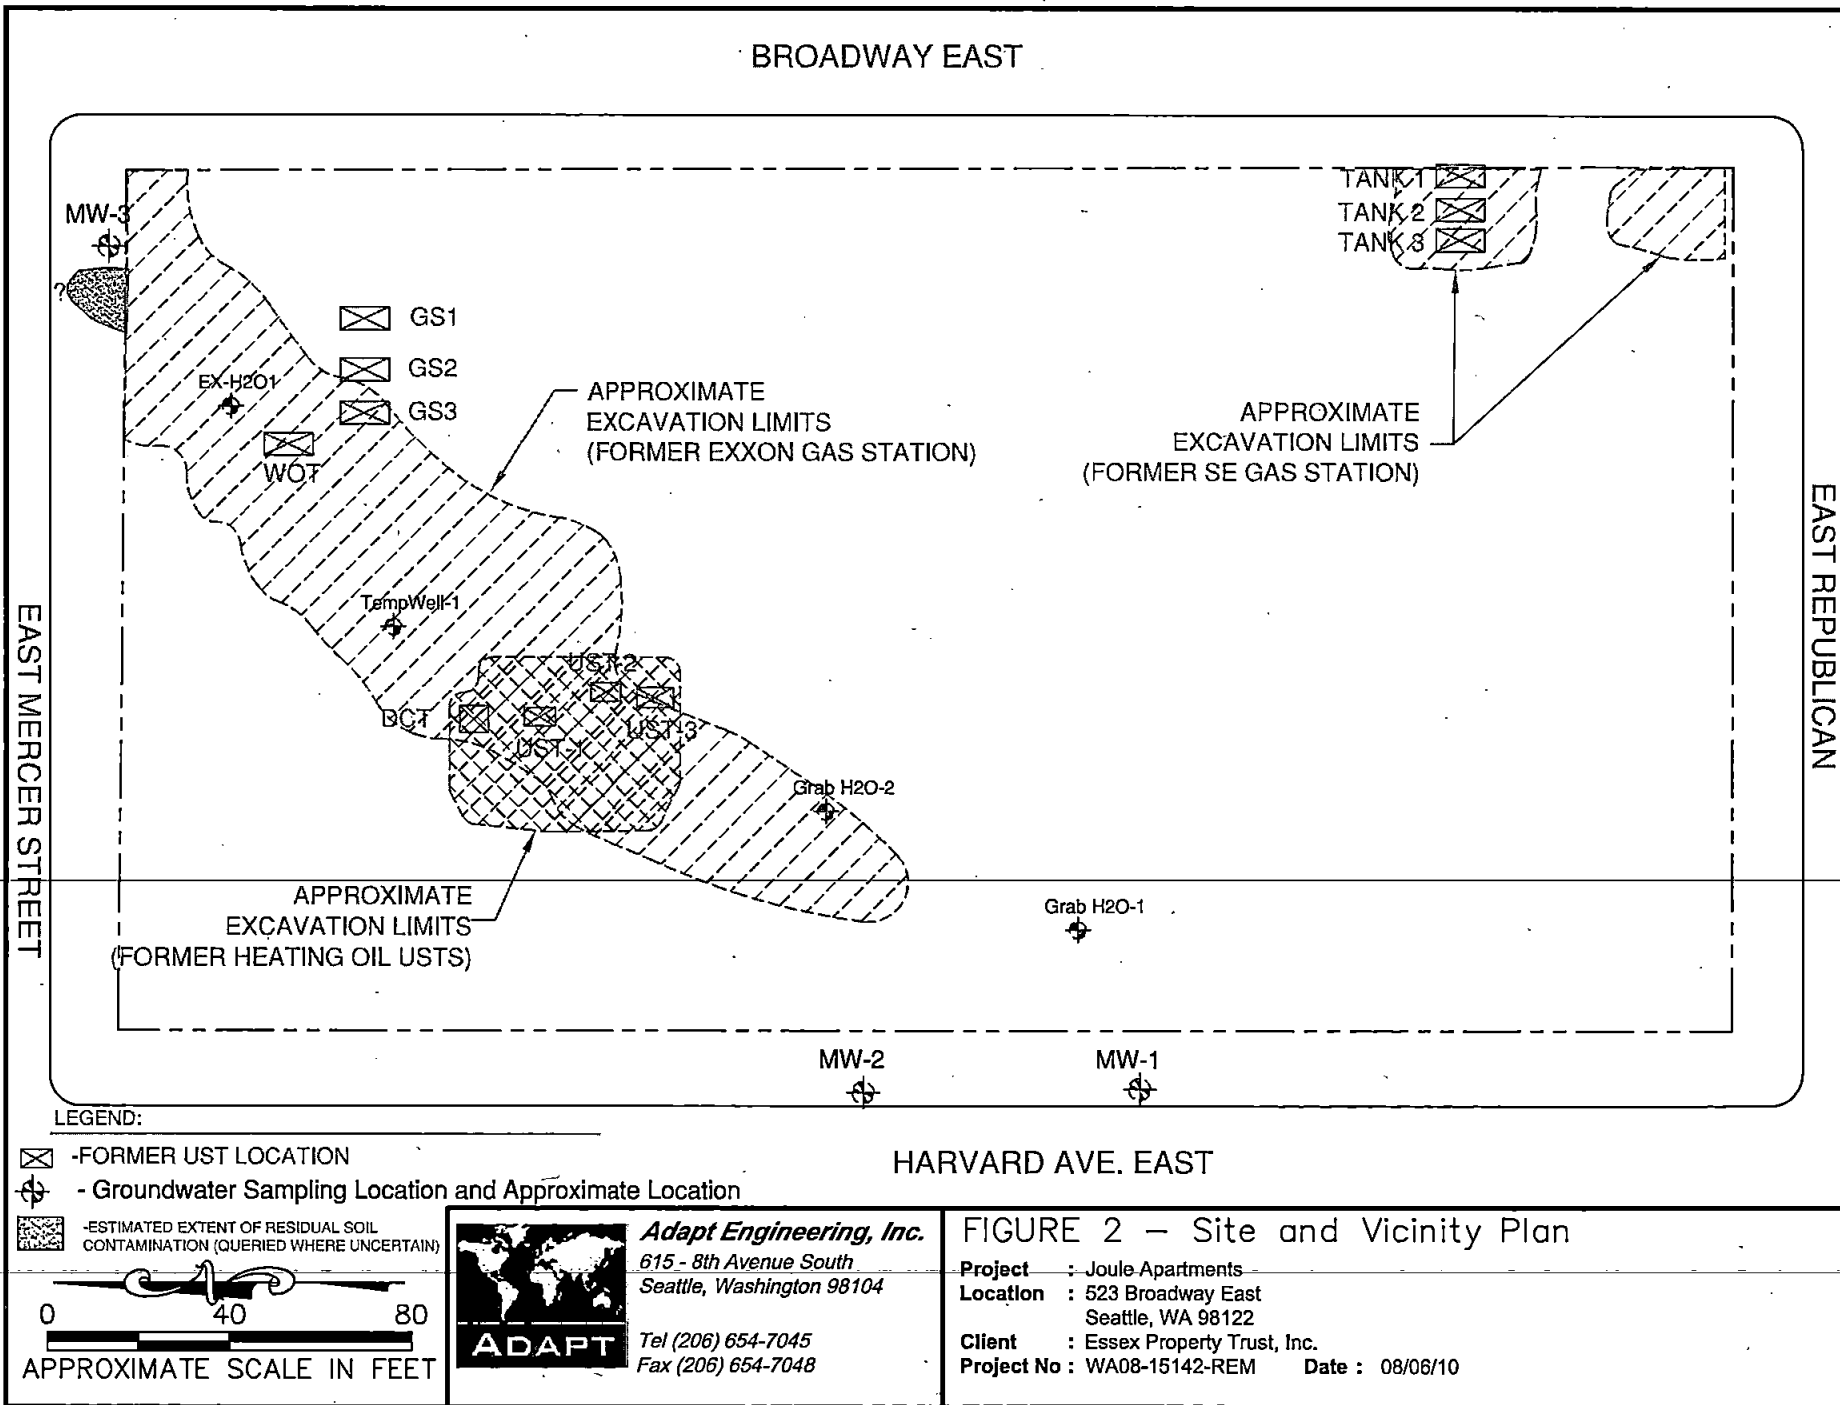 BROADWAY EAST
MW-3
?
TANK 1
TANK 2
TANK 3
GS1
GS2
GS3
EX-H2O1
WOT
APPROXIMATE
EXCAVATION LIMITS
(FORMER EXXON GAS STATION)
APPROXIMATE
EXCAVATION LIMITS
(FORMER SE GAS STATION)
EAST REPUBLICAN
EAST MERCER STREET
TempWell-1
UST-2
DCT
UST-1
UST-3
Grab H2O-2
APPROXIMATE
EXCAVATION LIMITS
(FORMER HEATING OIL USTS)
Grab H2O-1
MW-2
MW-1
HARVARD AVE. EAST
LEGEND:
-FORMER UST LOCATION
- Groundwater Sampling Location and Approximate Location
-ESTIMATED EXTENT OF RESIDUAL SOIL
CONTAMINATION (QUERIED WHERE UNCERTAIN)
N
0 40 80
APPROXIMATE SCALE IN FEET
ADAPT
Adapt Engineering, Inc.
615 - 8th Avenue South
Seattle, Washington 98104
Tel (206) 654-7045
Fax (206) 654-7048
FIGURE 2 - Site and Vicinity Plan
Project : Joule Apartments
Location : 523 Broadway East
Seattle, WA 98122
Client : Essex Property Trust, Inc.
Project No : WA08-15142-REM Date : 08/06/10